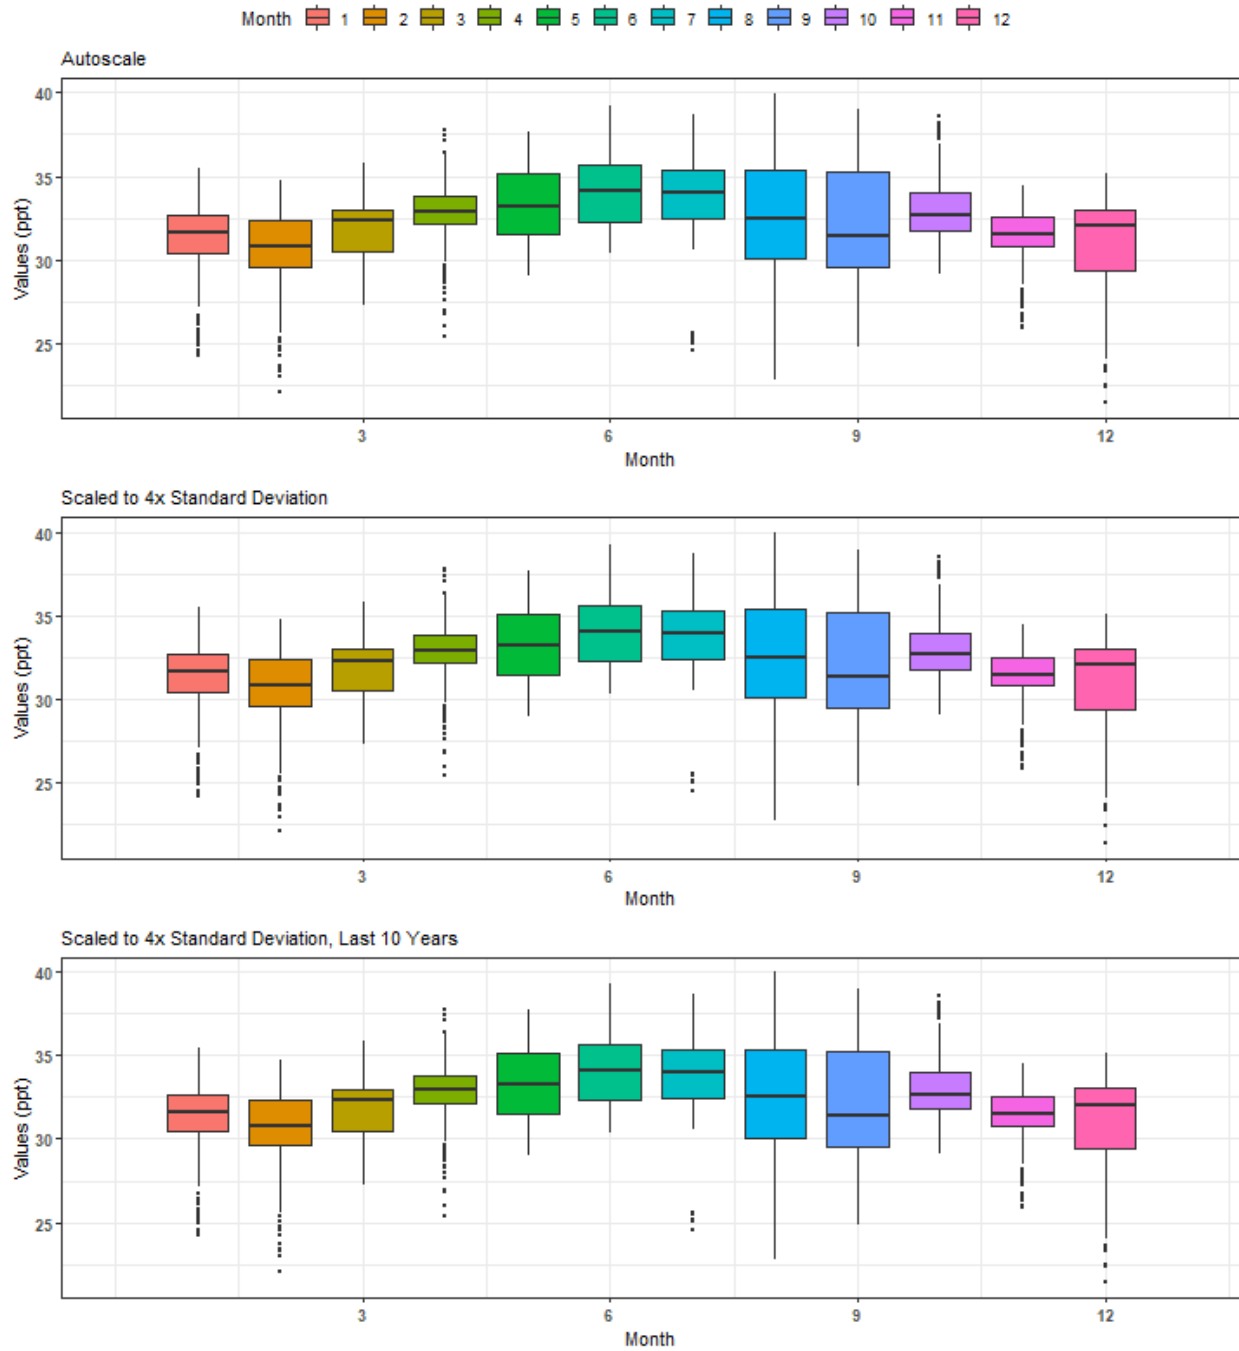 Month 1 2 3 4 5 6 7 8 9 10 11 12
Autoscale
Values (ppt)
40
35
30
25
3 6 9 12
Month
Scaled to 4x Standard Deviation
Values (ppt)
40
35
30
25
3 6 9 12
Month
Scaled to 4x Standard Deviation, Last 10 Years
Values (ppt)
40
35
30
25
3 6 9 12
Month